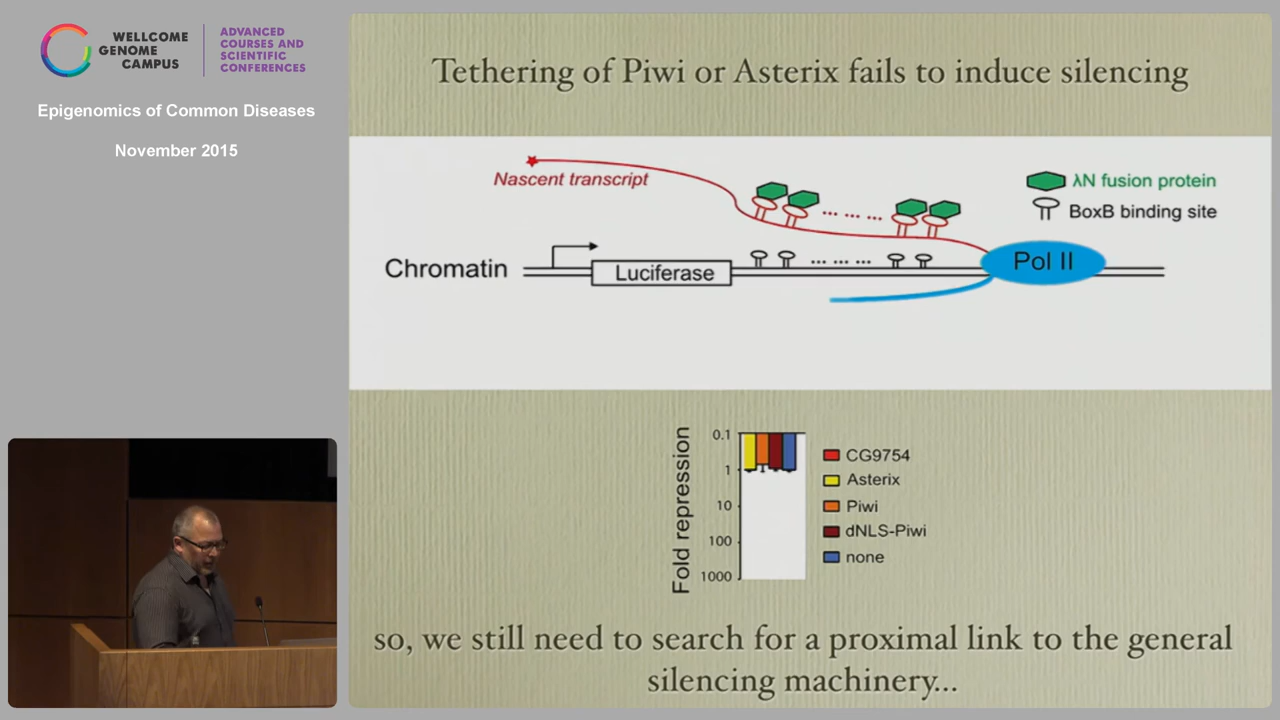 WELLCOME
GENOME
CAMPUS
ADVANCED
COURSES AND
SCIENTIFIC
CONFERENCES
Epigenomics of Common Diseases
November 2015
Tethering of Piwi or Asterix fails to induce silencing
Nascent transcript
λN fusion protein
BoxB binding site
Chromatin
Luciferase
... ... ...
... ... ...
Pol II
Fold repression
0.1
1
10
100
1000
CG9754
Asterix
Piwi
dNLS-Piwi
none
so, we still need to search for a proximal link to the general
silencing machinery...